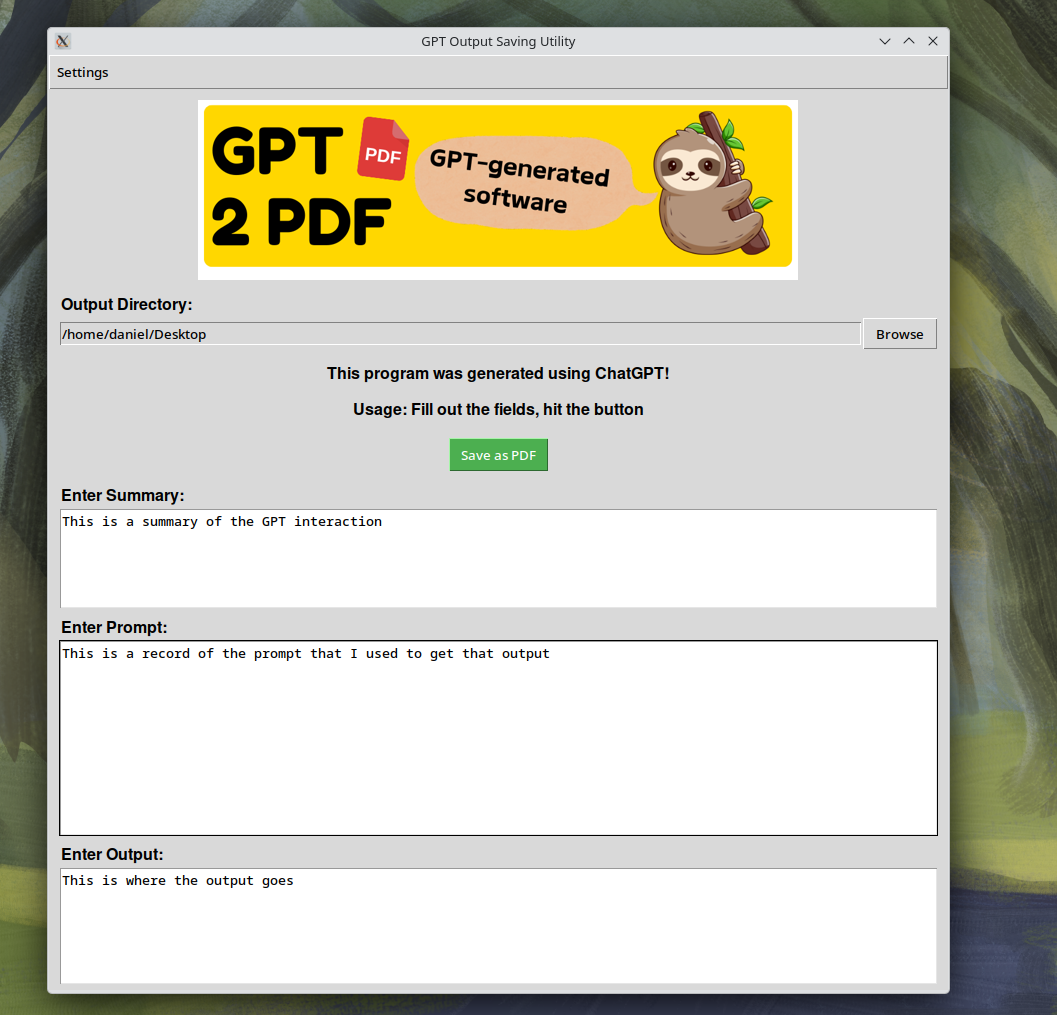 GPT Output Saving Utility
Settings
GPT
2 PDF
PDF
GPT-generated
software
Output Directory:
/home/daniel/Desktop
Browse
This program was generated using ChatGPT!
Usage: Fill out the fields, hit the button
Save as PDF
Enter Summary:
This is a summary of the GPT interaction
Enter Prompt:
This is a record of the prompt that I used to get that output
Enter Output:
This is where the output goes